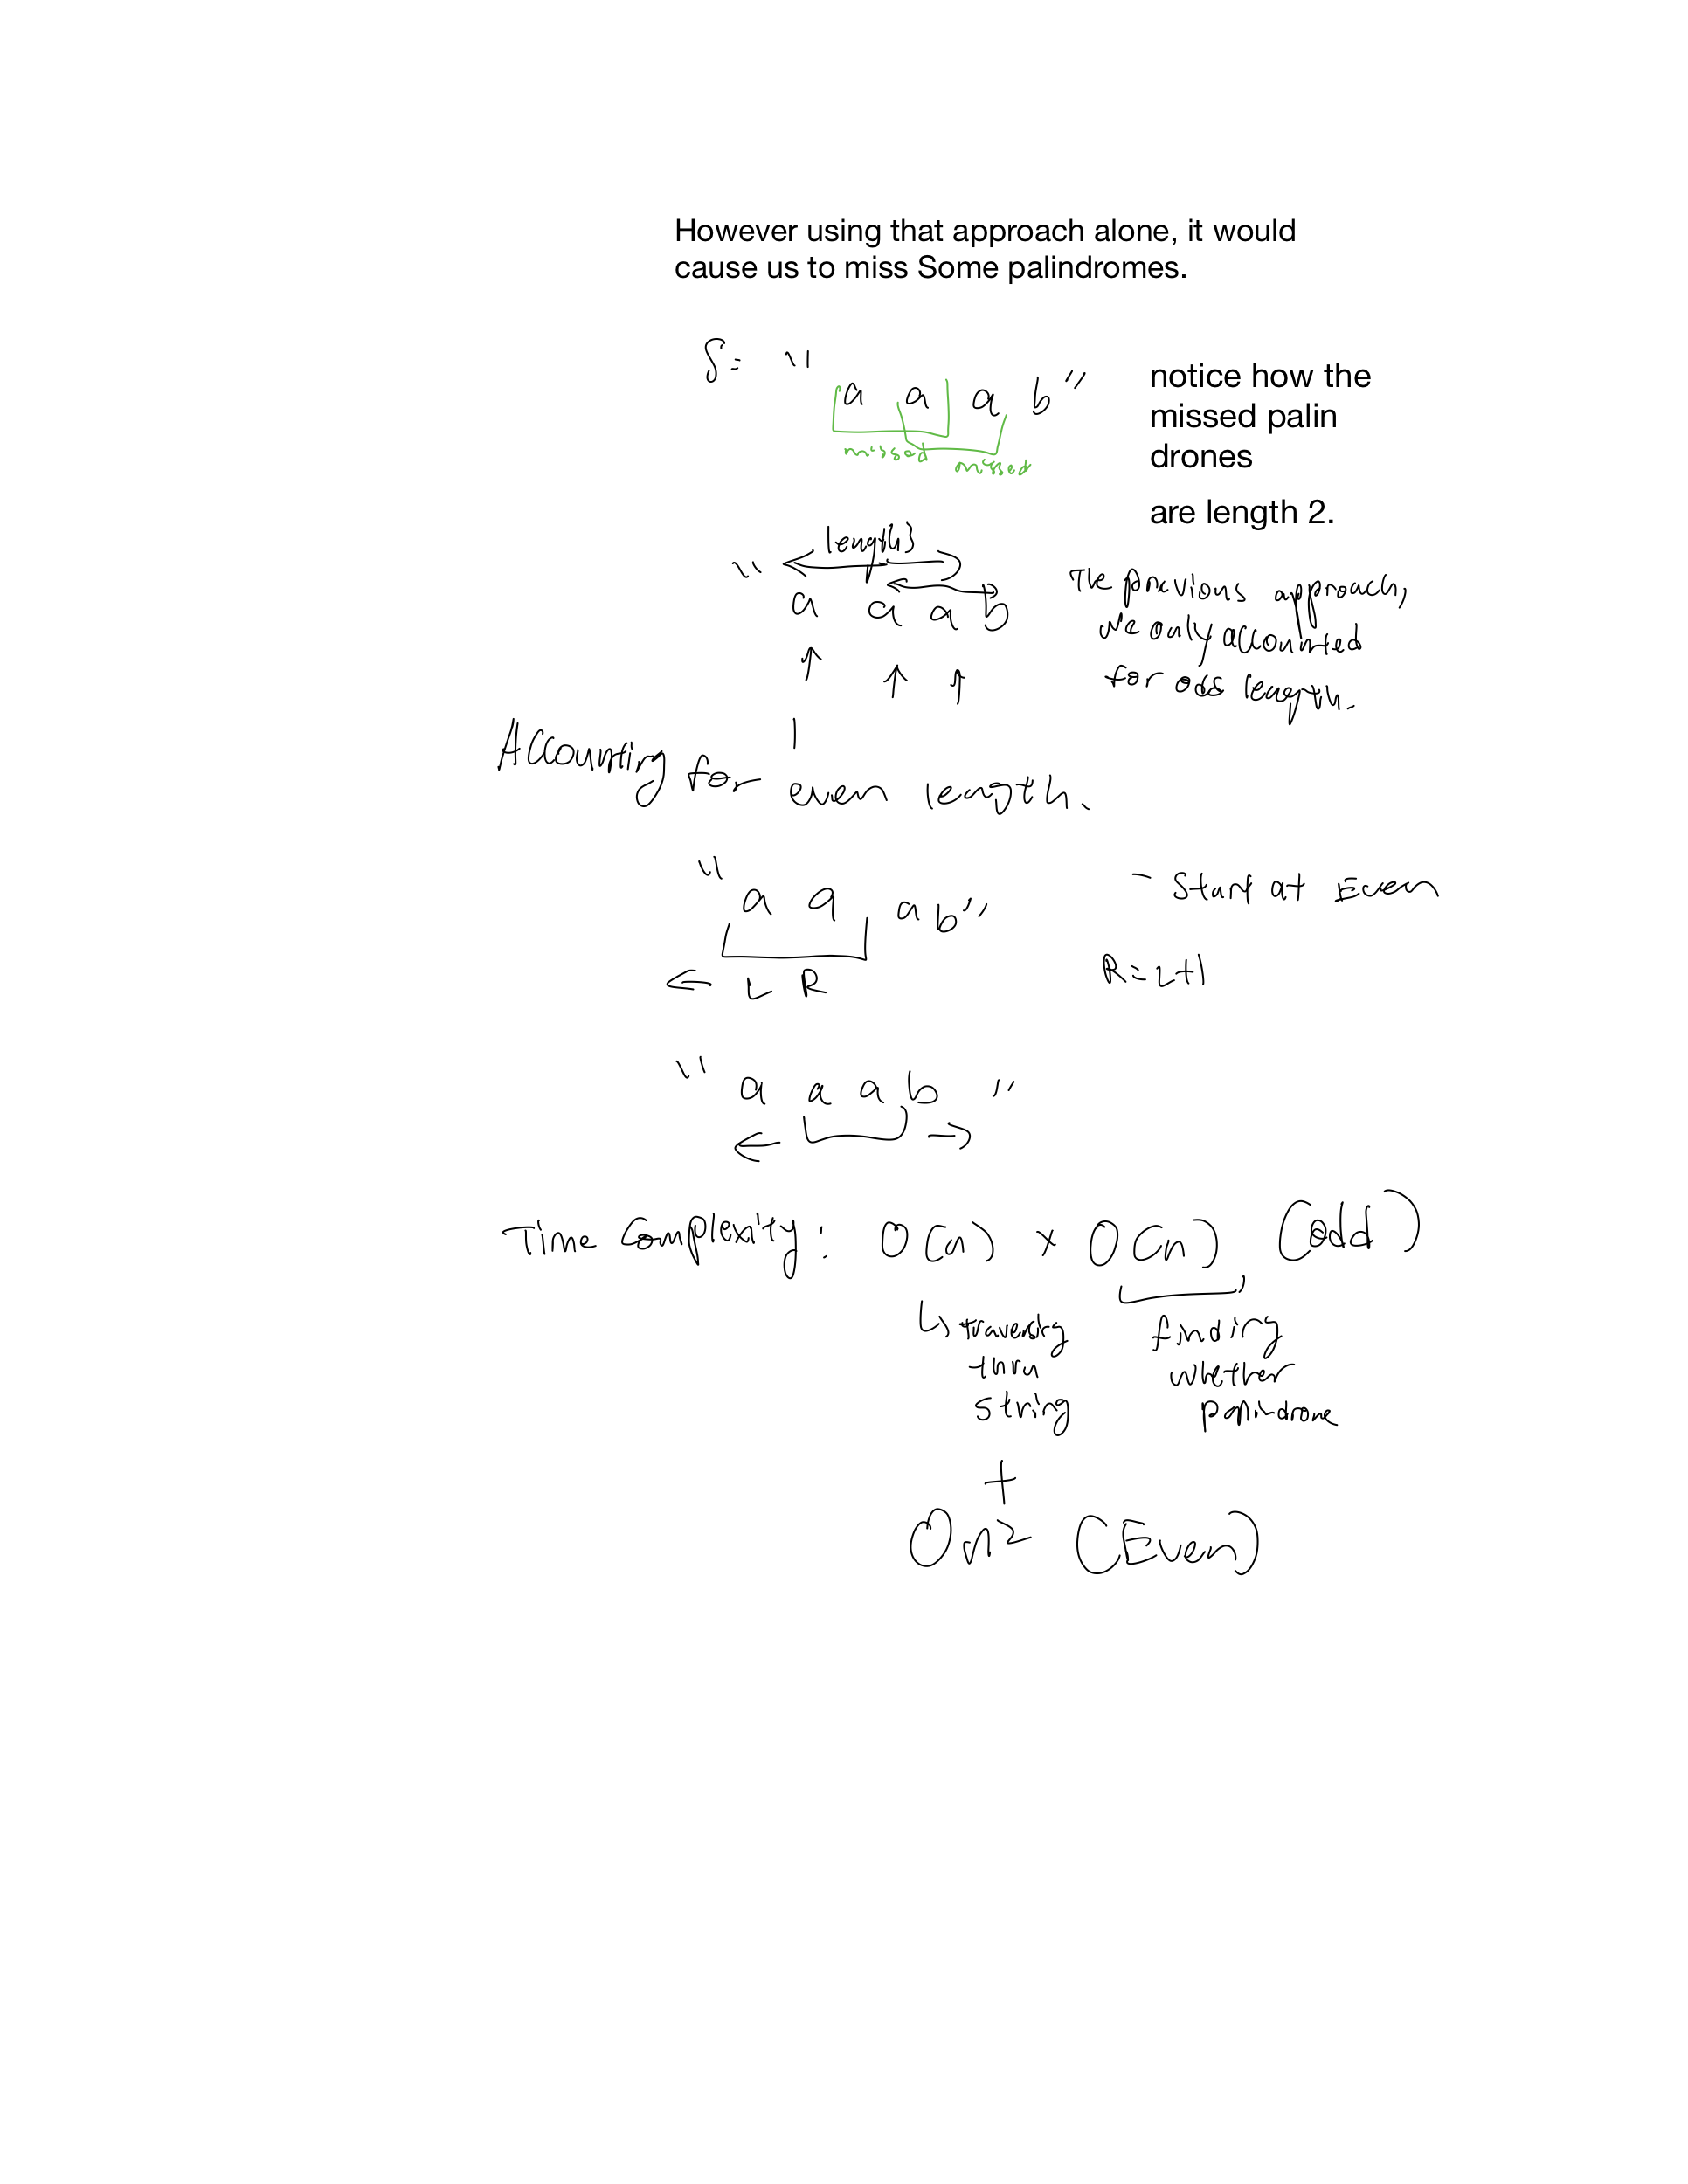 However using that approach alone, it would
cause us to miss Some palindromes.
S= "a a a b"
missed missed
notice how the
missed palin
drones
are length 2.
length 3
"a a a b
The previous approach,
we only accounted
for odd length.
Accounting for even length.
"a a a b"
- Start at Even
L R
R=L+1
"a a a b"
Time Complexity: O(n) x O(n) (odd)
traversing
thru
string
finding
whether
palindrone
+
On² (Even)